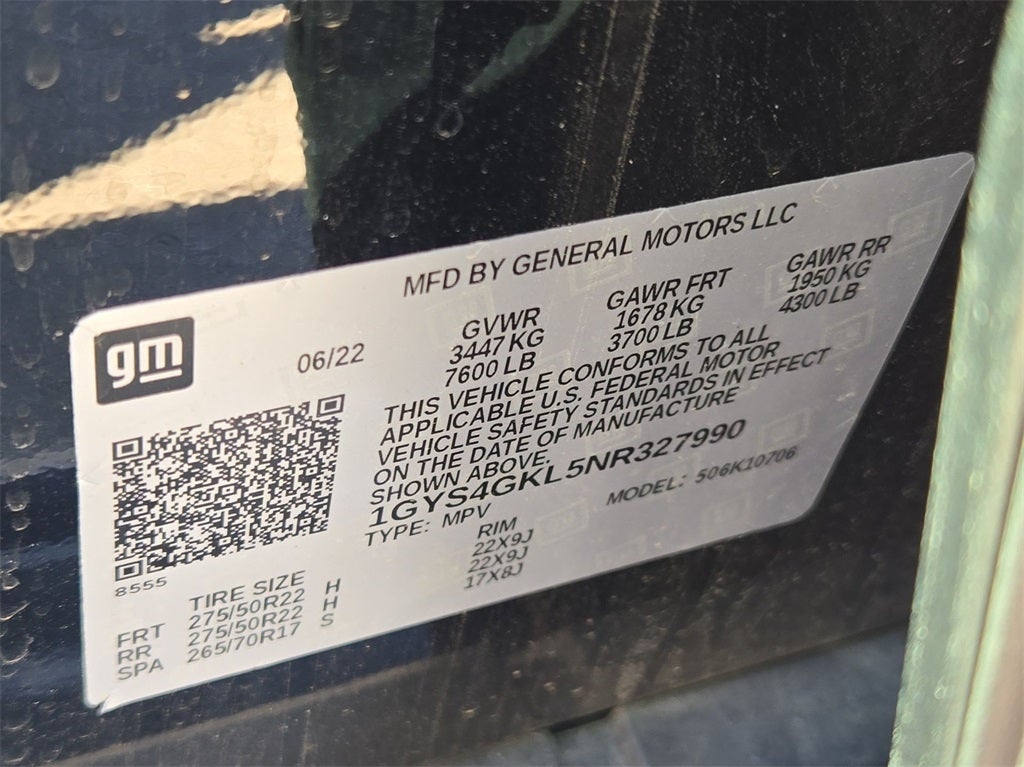 MFD BY GENERAL MOTORS LLC
gm
06/22
GVWR
3447 KG
7600 LB
GAWR FRT
1678 KG
3700 LB
GAWR RR
1950 KG
4300 LB
THIS VEHICLE CONFORMS TO ALL
APPLICABLE U.S. FEDERAL MOTOR
VEHICLE SAFETY STANDARDS IN EFFECT
ON THE DATE OF MANUFACTURE
SHOWN ABOVE.
1GYS4GKL5NR327990
TYPE: MPV
MODEL: 506K10706
8555
TIRE SIZE RIM
FRT 275/50R22 H 22X9J
RR 275/50R22 H 22X9J
SPA 265/70R17 S 17X8J